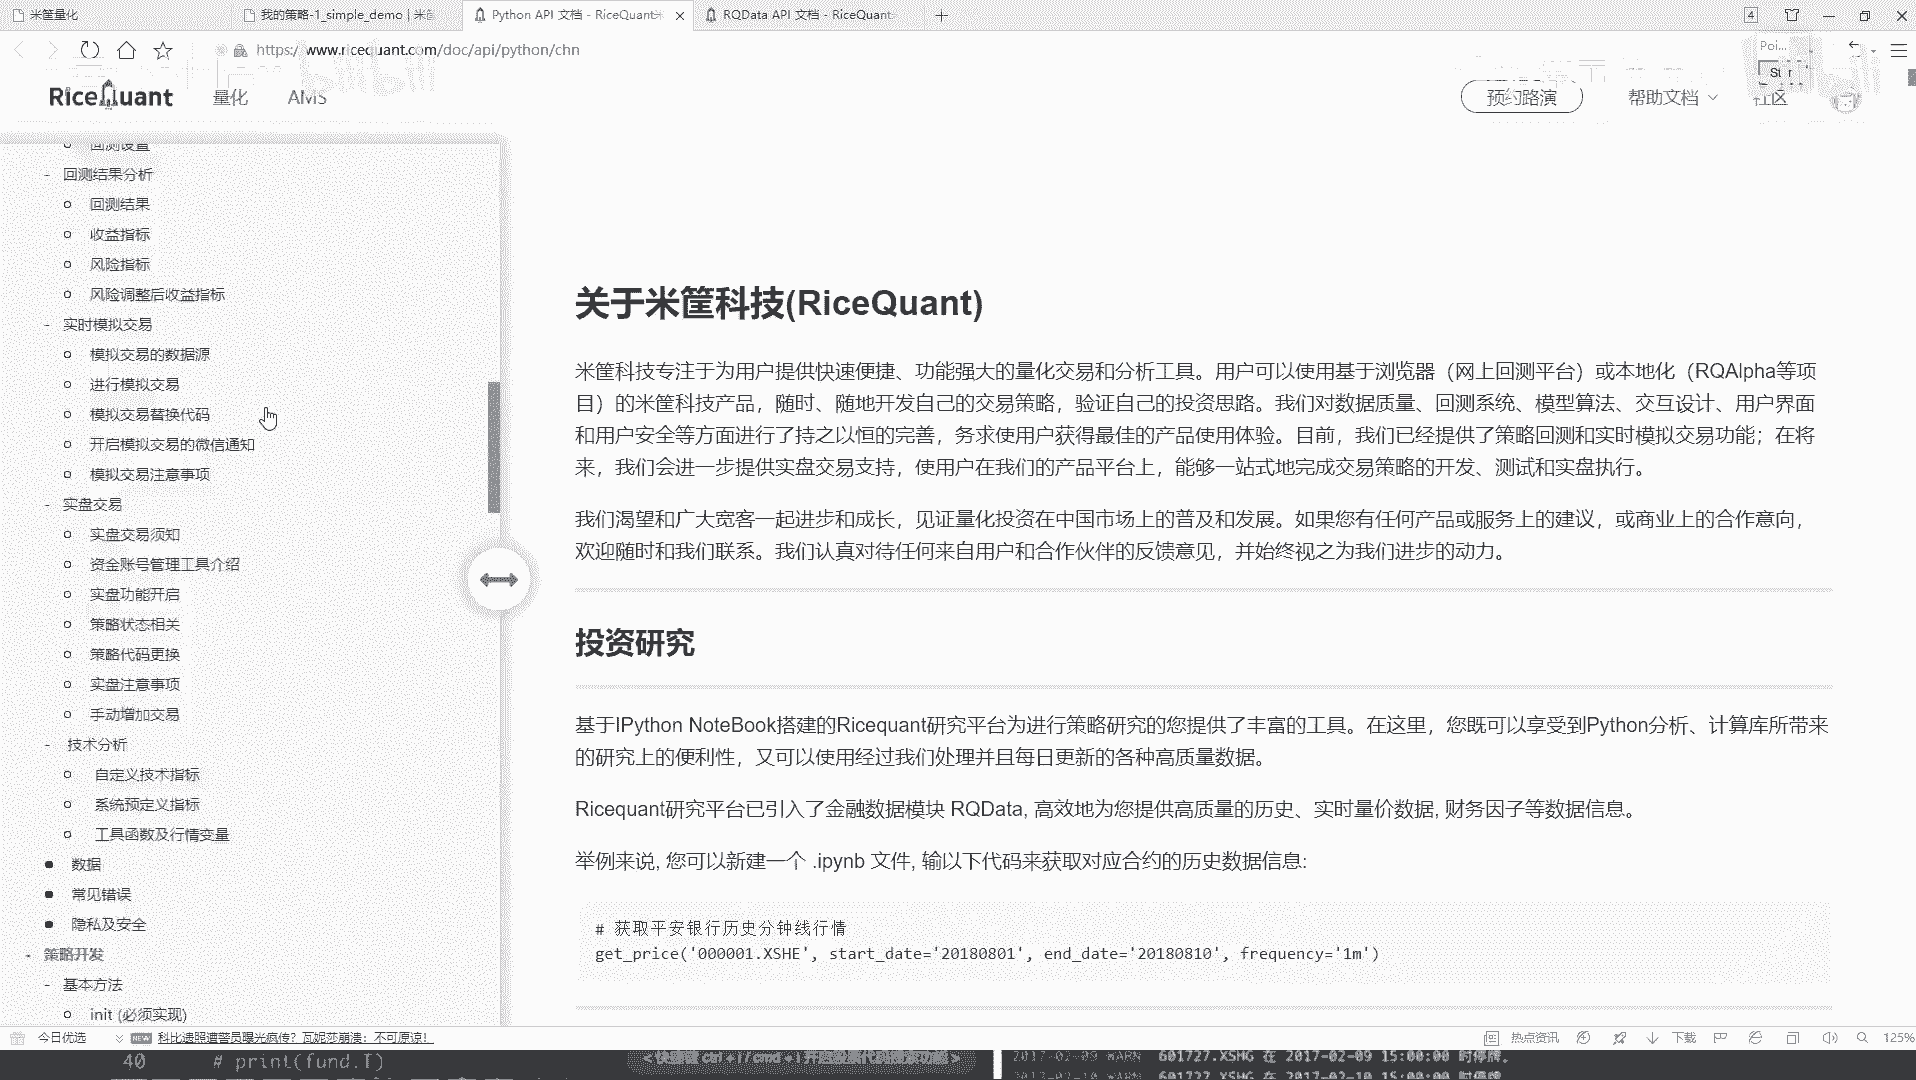 米筐量化
我的策略-1_simple_demo | 米筐
Python API 文档 - RiceQuant米
RQData API 文档 - RiceQuant
4
https://www.ricequant.com/doc/api/python/chn
Poi...
RiceQuant
量化
AMS
预约路演
帮助文档
社区
回测设置
- 回测结果分析
回测结果
收益指标
风险指标
风险调整后收益指标
- 实时模拟交易
模拟交易的数据源
进行模拟交易
模拟交易替换代码
开启模拟交易的微信通知
模拟交易注意事项
- 实盘交易
实盘交易须知
资金账号管理工具介绍
实盘功能开启
策略状态相关
策略代码更换
实盘注意事项
手动增加交易
- 技术分析
自定义技术指标
系统预定义指标
工具函数及行情变量
数据
常见错误
隐私及安全
- 策略开发
- 基本方法
init (必须实现)
关于米筐科技(RiceQuant)
米筐科技专注于为用户提供快速便捷、功能强大的量化交易和分析工具。用户可以使用基于浏览器（网上回测平台）或本地化（RQAlpha等项
目）的米筐科技产品，随时、随地开发自己的交易策略，验证自己的投资思路。我们对数据质量、回测系统、模型算法、交互设计、用户界面
和用户安全等方面进行了持之以恒的完善，务求使用户获得最佳的产品使用体验。目前，我们已经提供了策略回测和实时模拟交易功能；在将
来，我们会进一步提供实盘交易支持，使用户在我们的产品平台上，能够一站式地完成交易策略的开发、测试和实盘执行。
我们渴望和广大宽客一起进步和成长，见证量化投资在中国市场上的普及和发展。如果您有任何产品或服务上的建议，或商业上的合作意向，
欢迎随时和我们联系。我们认真对待任何来自用户和合作伙伴的反馈意见，并始终视之为我们进步的动力。
投资研究
基于IPython NoteBook搭建的Ricequant研究平台为进行策略研究的您提供了丰富的工具。在这里，您既可以享受到Python分析、计算库所带来
的研究上的便利性，又可以使用经过我们处理并且每日更新的各种高质量数据。
Ricequant研究平台已引入了金融数据模块 RQData, 高效地为您提供高质量的历史、实时量价数据, 财务因子等数据信息。
举例来说, 您可以新建一个 .ipynb 文件, 输以下代码来获取对应合约的历史数据信息:
# 获取平安银行历史分钟线行情
get_price('000001.XSHE', start_date='20180801', end_date='20180810', frequency='1m')
今日优选
NEW
科比遗照遭警员曝光疯传？瓦妮莎崩溃：不可原谅！
热点资讯
下载
125%
40 # print(fund.T)
2017-02-09 WARN 601727.XSHG 在 2017-02-09 15:00:00 时停牌。
2017-02-10 WARN 601727.XSHG 在 2017-02-10 15:00:00 时停牌。